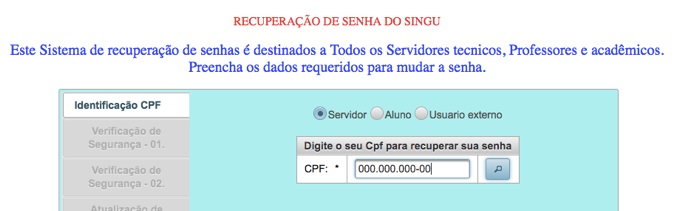 RECUPERAÇÃO DE SENHA DO SINGU
Este Sistema de recuperação de senhas é destinados a Todos os Servidores tecnicos, Professores e acadêmicos.
Preencha os dados requeridos para mudar a senha.
Identificação CPF
Servidor Aluno Usuario externo
Verificação de
Segurança - 01.
Digite o seu Cpf para recuperar sua senha
CPF: * 000.000.000-00
Verificação de
Segurança - 02.
Atualização de